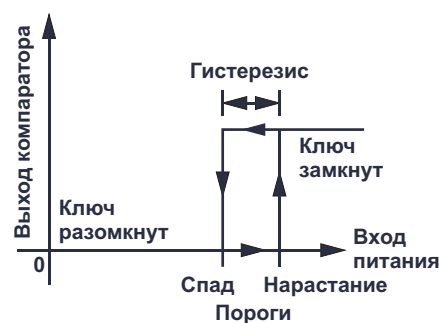 Выход компаратора
Гистерезис
Ключ
замкнут
Ключ
разомкнут
Вход
питания
0
Спад
Нарастание
Пороги